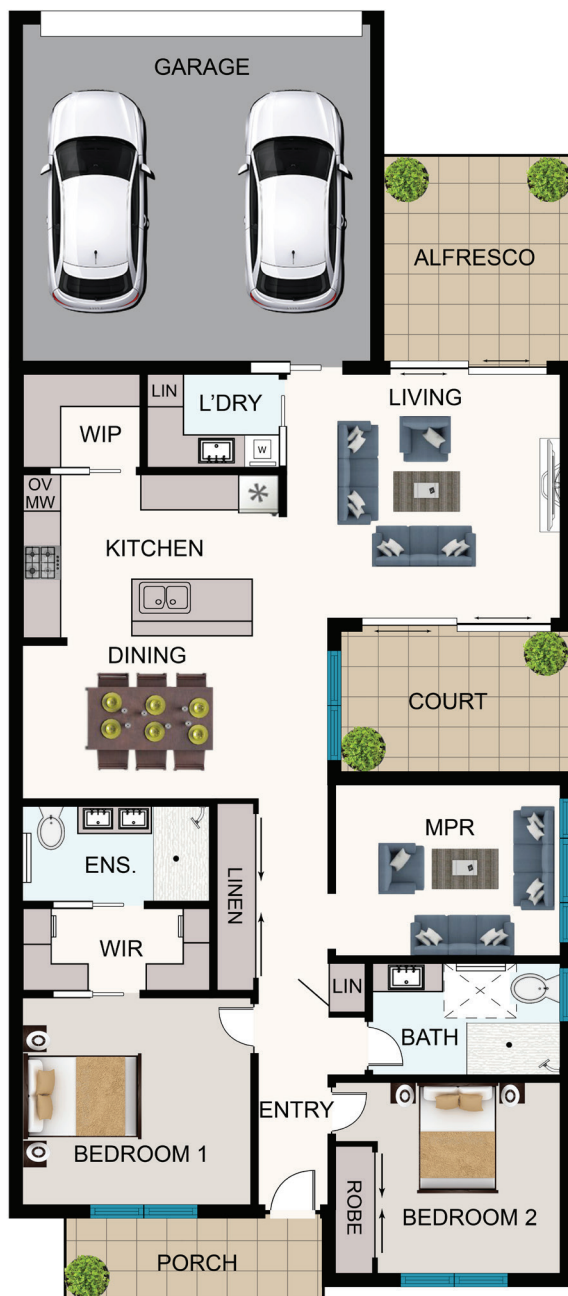 GARAGE
ALFRESCO
LIVING
LIN
L'DRY
WIP
W
OV
MW
KITCHEN
DINING
COURT
MPR
ENS.
LINEN
WIR
LIN
BATH
ENTRY
BEDROOM 1
ROBE
BEDROOM 2
PORCH